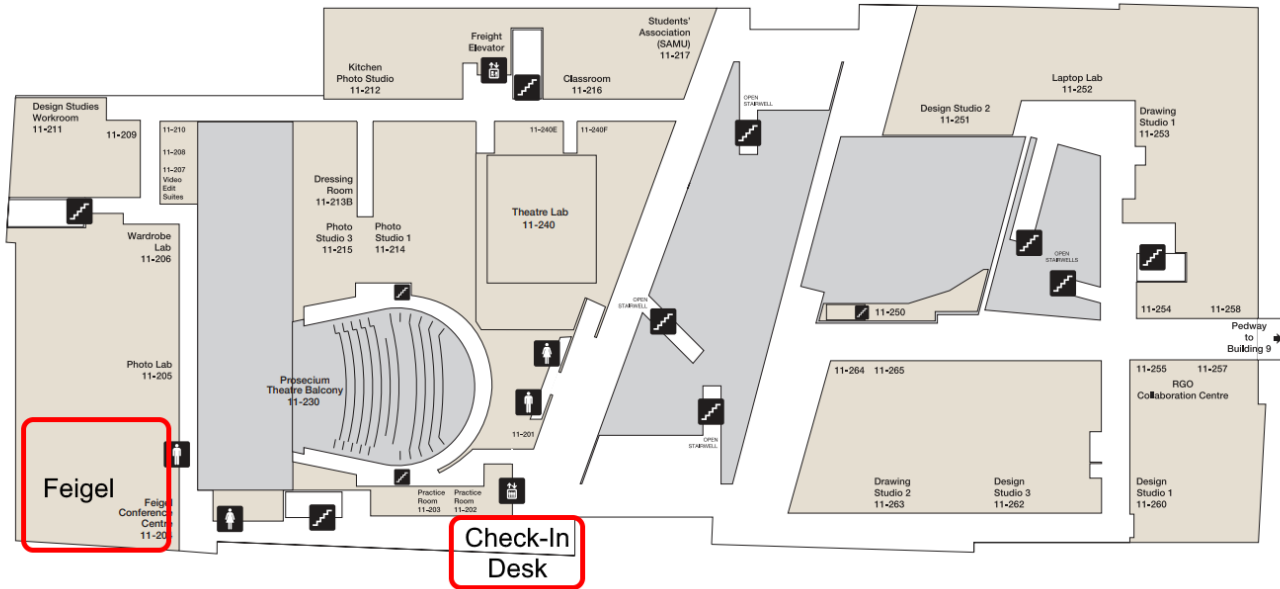 Students'
Association
(SAMU)
11-217
Freight
Elevator
Kitchen
Photo Studio
11-212
Classroom
11-216
Laptop Lab
11-252
Design Studio 2
11-251
Drawing
Studio 1
11-253
OPEN
STAIRWELL
Design Studies
Workroom
11-211
11-209
11-210
11-208
11-207
Video
Edit
Suites
11-240E
11-240F
Dressing
Room
11-213B
Photo
Studio 3
11-215
Photo
Studio 1
11-214
Theatre Lab
11-240
Wardrobe
Lab
11-206
OPEN
STAIRWELL
OPEN
STAIRWELLS
11-250
11-254
11-258
Pedway
to
Building 9
Photo Lab
11-205
Prosecium
Theatre Balcony
11-230
11-264
11-265
11-255
11-257
RGO
Collaboration Centre
11-201
OPEN
STAIRWELL
Feigel
Feigel
Conference
Centre
11-204
Practice
Room
11-203
Practice
Room
11-202
Drawing
Studio 2
11-263
Design
Studio 3
11-262
Design
Studio 1
11-260
Check-In
Desk